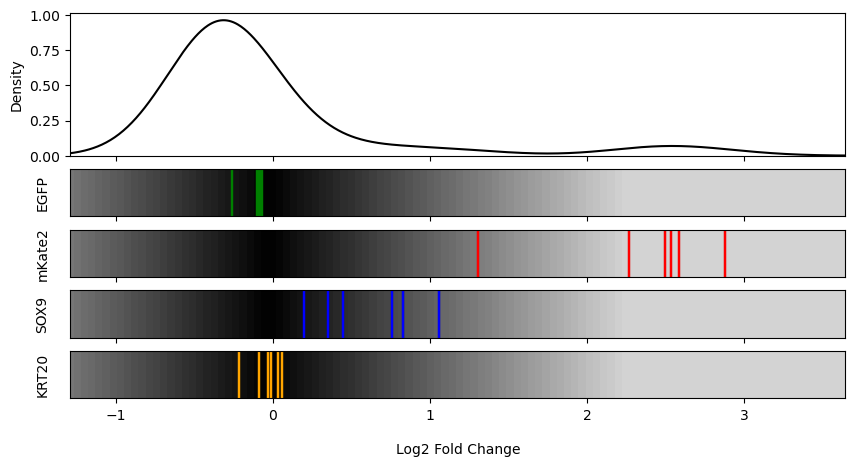 1.00
0.75
0.50
0.25
0.00
Density
EGFP
mKate2
SOX9
KRT20
−1 0 1 2 3
Log2 Fold Change